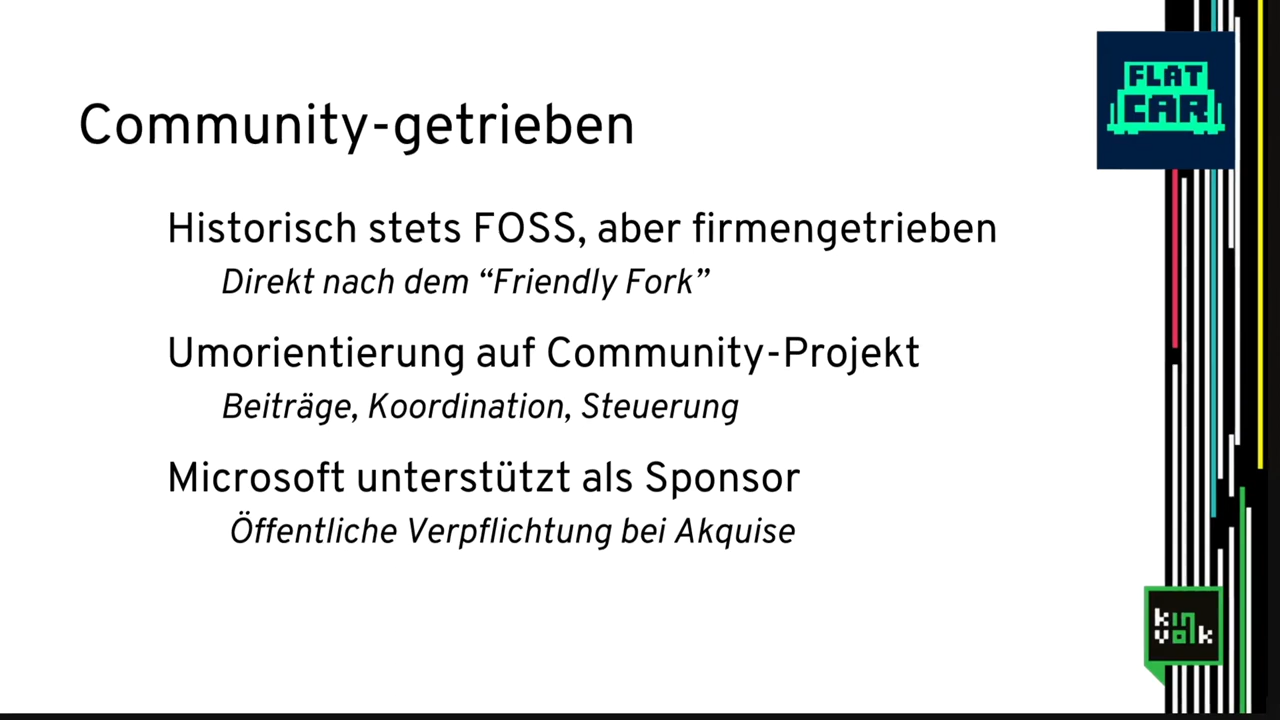 FLAT
CAR
Community-getrieben
Historisch stets FOSS, aber firmengetrieben
Direkt nach dem “Friendly Fork”
Umorientierung auf Community-Projekt
Beiträge, Koordination, Steuerung
Microsoft unterstützt als Sponsor
Öffentliche Verpflichtung bei Akquise
kin
volk